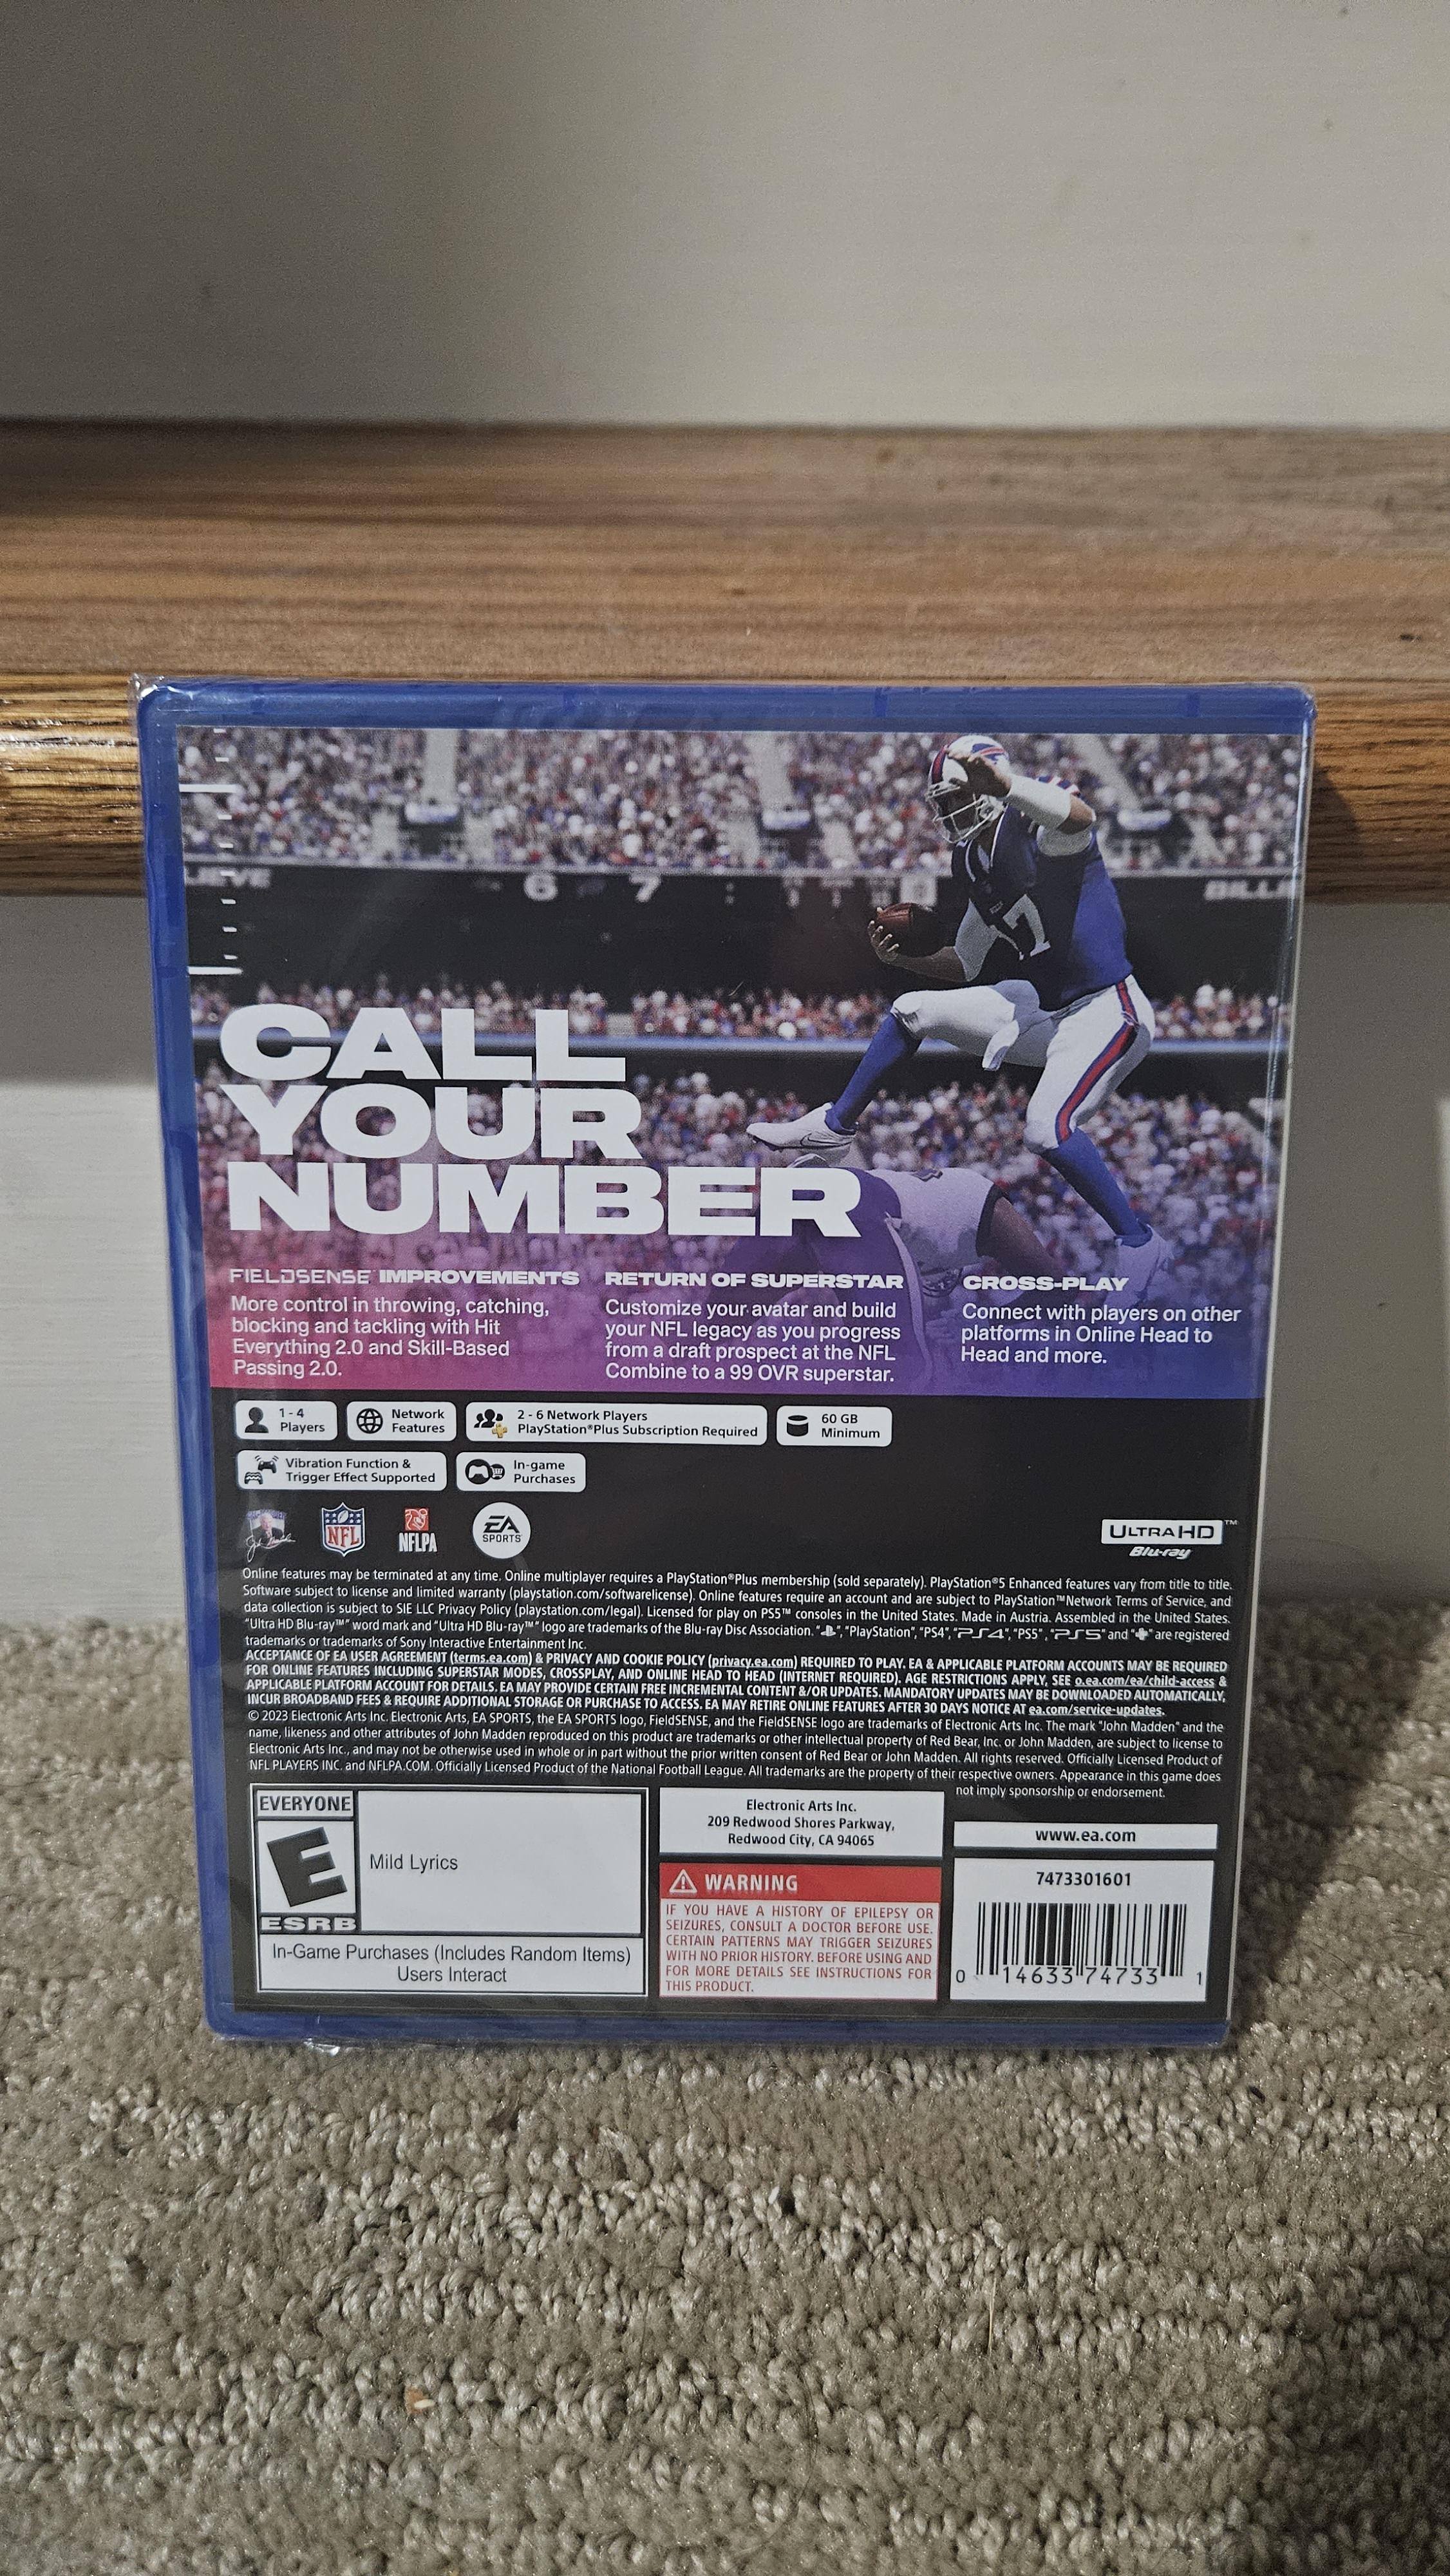 LIEVE
6 7
BILLS
17
CALL
YOUR
NUMBER
FIELDSENSE™ IMPROVEMENTS
More control in throwing, catching,
blocking and tackling with Hit
Everything 2.0 and Skill-Based
Passing 2.0.
RETURN OF SUPERSTAR
Customize your avatar and build
your NFL legacy as you progress
from a draft prospect at the NFL
Combine to a 99 OVR superstar.
CROSS-PLAY
Connect with players on other
platforms in Online Head to
Head and more.
1 - 4
Players
Network
Features
2 - 6 Network Players
PlayStation®Plus Subscription Required
60 GB
Minimum
Vibration Function &
Trigger Effect Supported
In-game
Purchases
NFL
NFLPA
EA
SPORTS
ULTRA HD™
Blu-ray
Online features may be terminated at any time. Online multiplayer requires a PlayStation®Plus membership (sold separately). PlayStation®5 Enhanced features vary from title to title.
Software subject to license and limited warranty (playstation.com/softwarelicense). Online features require an account and are subject to PlayStation™Network Terms of Service, and
data collection is subject to SIE LLC Privacy Policy (playstation.com/legal). Licensed for play on PS5™ consoles in the United States. Made in Austria. Assembled in the United States.
"Ultra HD Blu-ray™" word mark and "Ultra HD Blu-ray™" logo are trademarks of the Blu-ray Disc Association. "", "PlayStation", "PS4", "PS4", "PS5", "PS5" and "" are registered
trademarks or trademarks of Sony Interactive Entertainment Inc.
ACCEPTANCE OF EA USER AGREEMENT (terms.ea.com) & PRIVACY AND COOKIE POLICY (privacy.ea.com) REQUIRED TO PLAY. EA & APPLICABLE PLATFORM ACCOUNTS MAY BE REQUIRED
FOR ONLINE FEATURES INCLUDING SUPERSTAR MODES, CROSSPLAY, AND ONLINE HEAD TO HEAD (INTERNET REQUIRED). AGE RESTRICTIONS APPLY, SEE o.ea.com/ea/child-access &
APPLICABLE PLATFORM ACCOUNT FOR DETAILS. EA MAY PROVIDE CERTAIN FREE INCREMENTAL CONTENT &/OR UPDATES. MANDATORY UPDATES MAY BE DOWNLOADED AUTOMATICALLY,
INCUR BROADBAND FEES & REQUIRE ADDITIONAL STORAGE OR PURCHASE TO ACCESS. EA MAY RETIRE ONLINE FEATURES AFTER 30 DAYS NOTICE AT ea.com/service-updates.
© 2023 Electronic Arts Inc. Electronic Arts, EA SPORTS, the EA SPORTS logo, FieldSENSE, and the FieldSENSE logo are trademarks of Electronic Arts Inc. The mark "John Madden" and the
name, likeness and other attributes of John Madden reproduced on this product are trademarks or other intellectual property of Red Bear, Inc. or John Madden, are subject to license to
Electronic Arts Inc., and may not be otherwise used in whole or in part without the prior written consent of Red Bear or John Madden. All rights reserved. Officially Licensed Product of
NFL PLAYERS INC. and NFLPA.COM. Officially Licensed Product of the National Football League. All trademarks are the property of their respective owners. Appearance in this game does
not imply sponsorship or endorsement.
EVERYONE
E
ESRB
Mild Lyrics
In-Game Purchases (Includes Random Items)
Users Interact
Electronic Arts Inc.
209 Redwood Shores Parkway,
Redwood City, CA 94065
WARNING
IF YOU HAVE A HISTORY OF EPILEPSY OR
SEIZURES, CONSULT A DOCTOR BEFORE USE.
CERTAIN PATTERNS MAY TRIGGER SEIZURES
WITH NO PRIOR HISTORY. BEFORE USING AND
FOR MORE DETAILS SEE INSTRUCTIONS FOR
THIS PRODUCT.
www.ea.com
7473301601
0 14633 74733 1